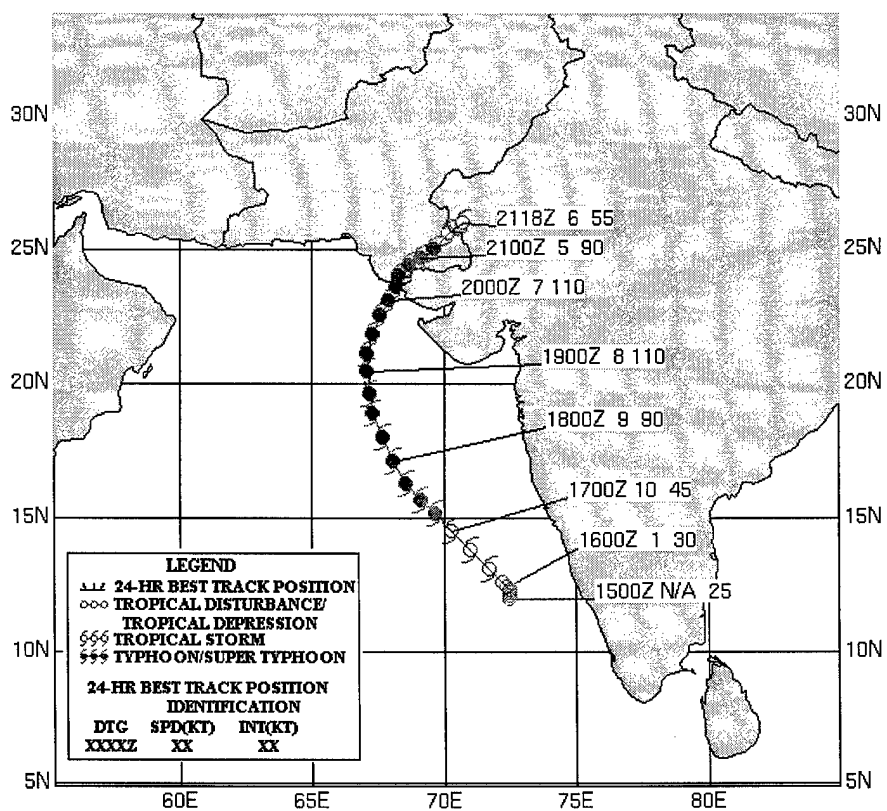 30N 30N
2118Z 6 55
25N 25N
2100Z 5 90
2000Z 7 110
1900Z 8 110
20N 20N
1800Z 9 90
1700Z 10 45
15N 15N
1600Z 1 30
1500Z N/A 25
LEGEND
24-HR BEST TRACK POSITION
TROPICAL DISTURBANCE/
TROPICAL DEPRESSION
TROPICAL STORM
TYPHOON/SUPER TYPHOON
24-HR BEST TRACK POSITION
IDENTIFICATION
DTG SPD(KT) INT(KT)
XXXXZ XX XX
10N 10N
5N 5N
60E 65E 70E 75E 80E